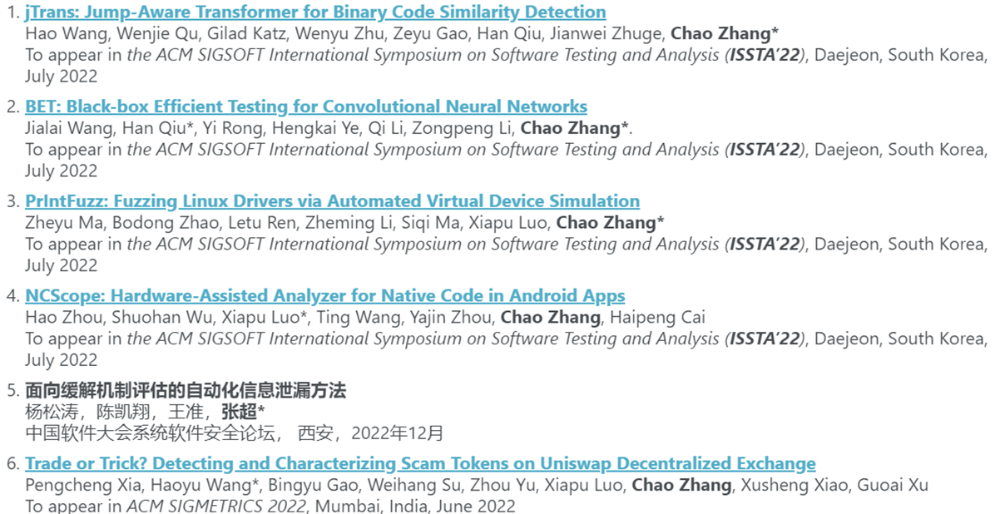 1. jTrans: Jump-Aware Transformer for Binary Code Similarity Detection
Hao Wang, Wenjie Qu, Gilad Katz, Wenyu Zhu, Zeyu Gao, Han Qiu, Jianwei Zhuge, Chao Zhang*
To appear in the ACM SIGSOFT International Symposium on Software Testing and Analysis (ISSTA'22), Daejeon, South Korea,
July 2022
2. BET: Black-box Efficient Testing for Convolutional Neural Networks
Jialai Wang, Han Qiu*, Yi Rong, Hengkai Ye, Qi Li, Zongpeng Li, Chao Zhang*.
To appear in the ACM SIGSOFT International Symposium on Software Testing and Analysis (ISSTA'22), Daejeon, South Korea,
July 2022
3. PrIntFuzz: Fuzzing Linux Drivers via Automated Virtual Device Simulation
Zheyu Ma, Bodong Zhao, Letu Ren, Zheming Li, Siqi Ma, Xiapu Luo, Chao Zhang*
To appear in the ACM SIGSOFT International Symposium on Software Testing and Analysis (ISSTA'22), Daejeon, South Korea,
July 2022
4. NCScope: Hardware-Assisted Analyzer for Native Code in Android Apps
Hao Zhou, Shuohan Wu, Xiapu Luo*, Ting Wang, Yajin Zhou, Chao Zhang, Haipeng Cai
To appear in the ACM SIGSOFT International Symposium on Software Testing and Analysis (ISSTA'22), Daejeon, South Korea,
July 2022
5. 面向缓解机制评估的自动化信息泄漏方法
杨松涛，陈凯翔，王准，张超*
中国软件大会系统软件安全论坛， 西安，2022年12月
6. Trade or Trick? Detecting and Characterizing Scam Tokens on Uniswap Decentralized Exchange
Pengcheng Xia, Haoyu Wang*, Bingyu Gao, Weihang Su, Zhou Yu, Xiapu Luo, Chao Zhang, Xusheng Xiao, Guoai Xu
To appear in ACM SIGMETRICS 2022, Mumbai, India, June 2022